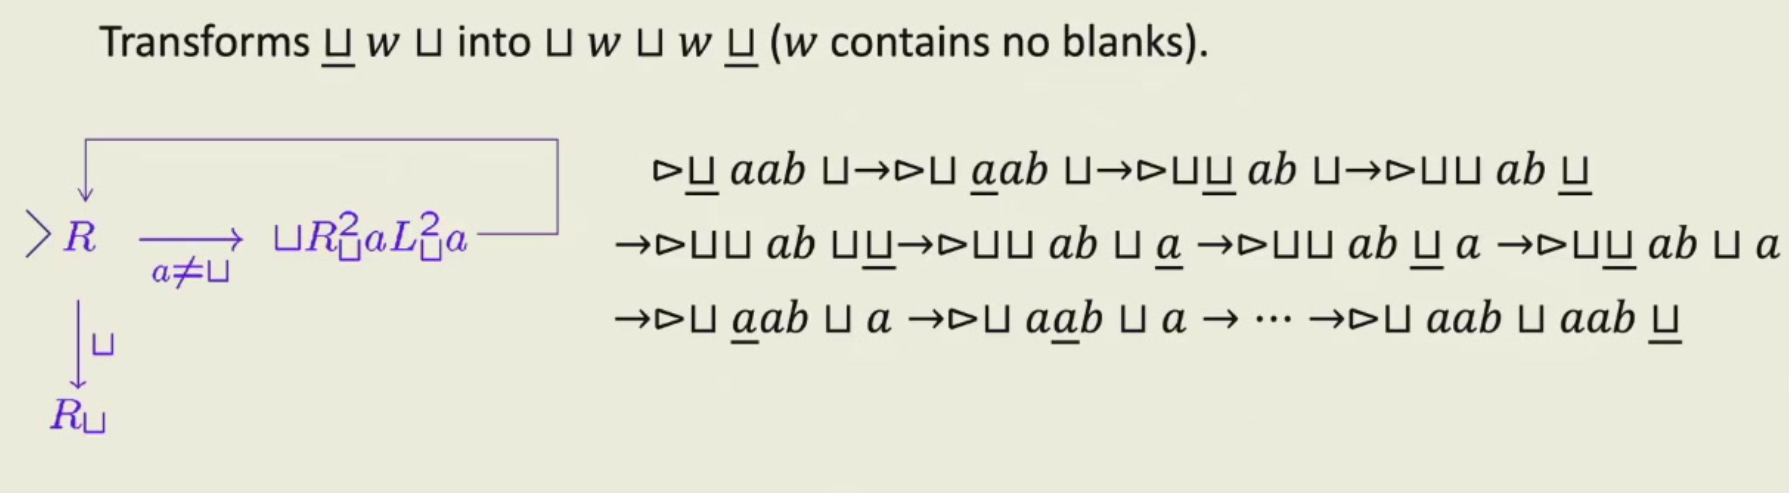 Transforms ⊔ w ⊔ into ⊔ w ⊔ w ⊔ (w contains no blanks).
> R → a≠⊔ ⊔R²⊔aL²⊔a
⊔
R⊔
▷⊔ aab ⊔→▷⊔ aab ⊔→▷⊔⊔ ab ⊔→▷⊔⊔ ab ⊔
→▷⊔⊔ ab ⊔⊔→▷⊔⊔ ab ⊔ a →▷⊔⊔ ab ⊔ a →▷⊔⊔ ab ⊔ a
→▷⊔ aab ⊔ a →▷⊔ aab ⊔ a → ⋯ →▷⊔ aab ⊔ aab ⊔